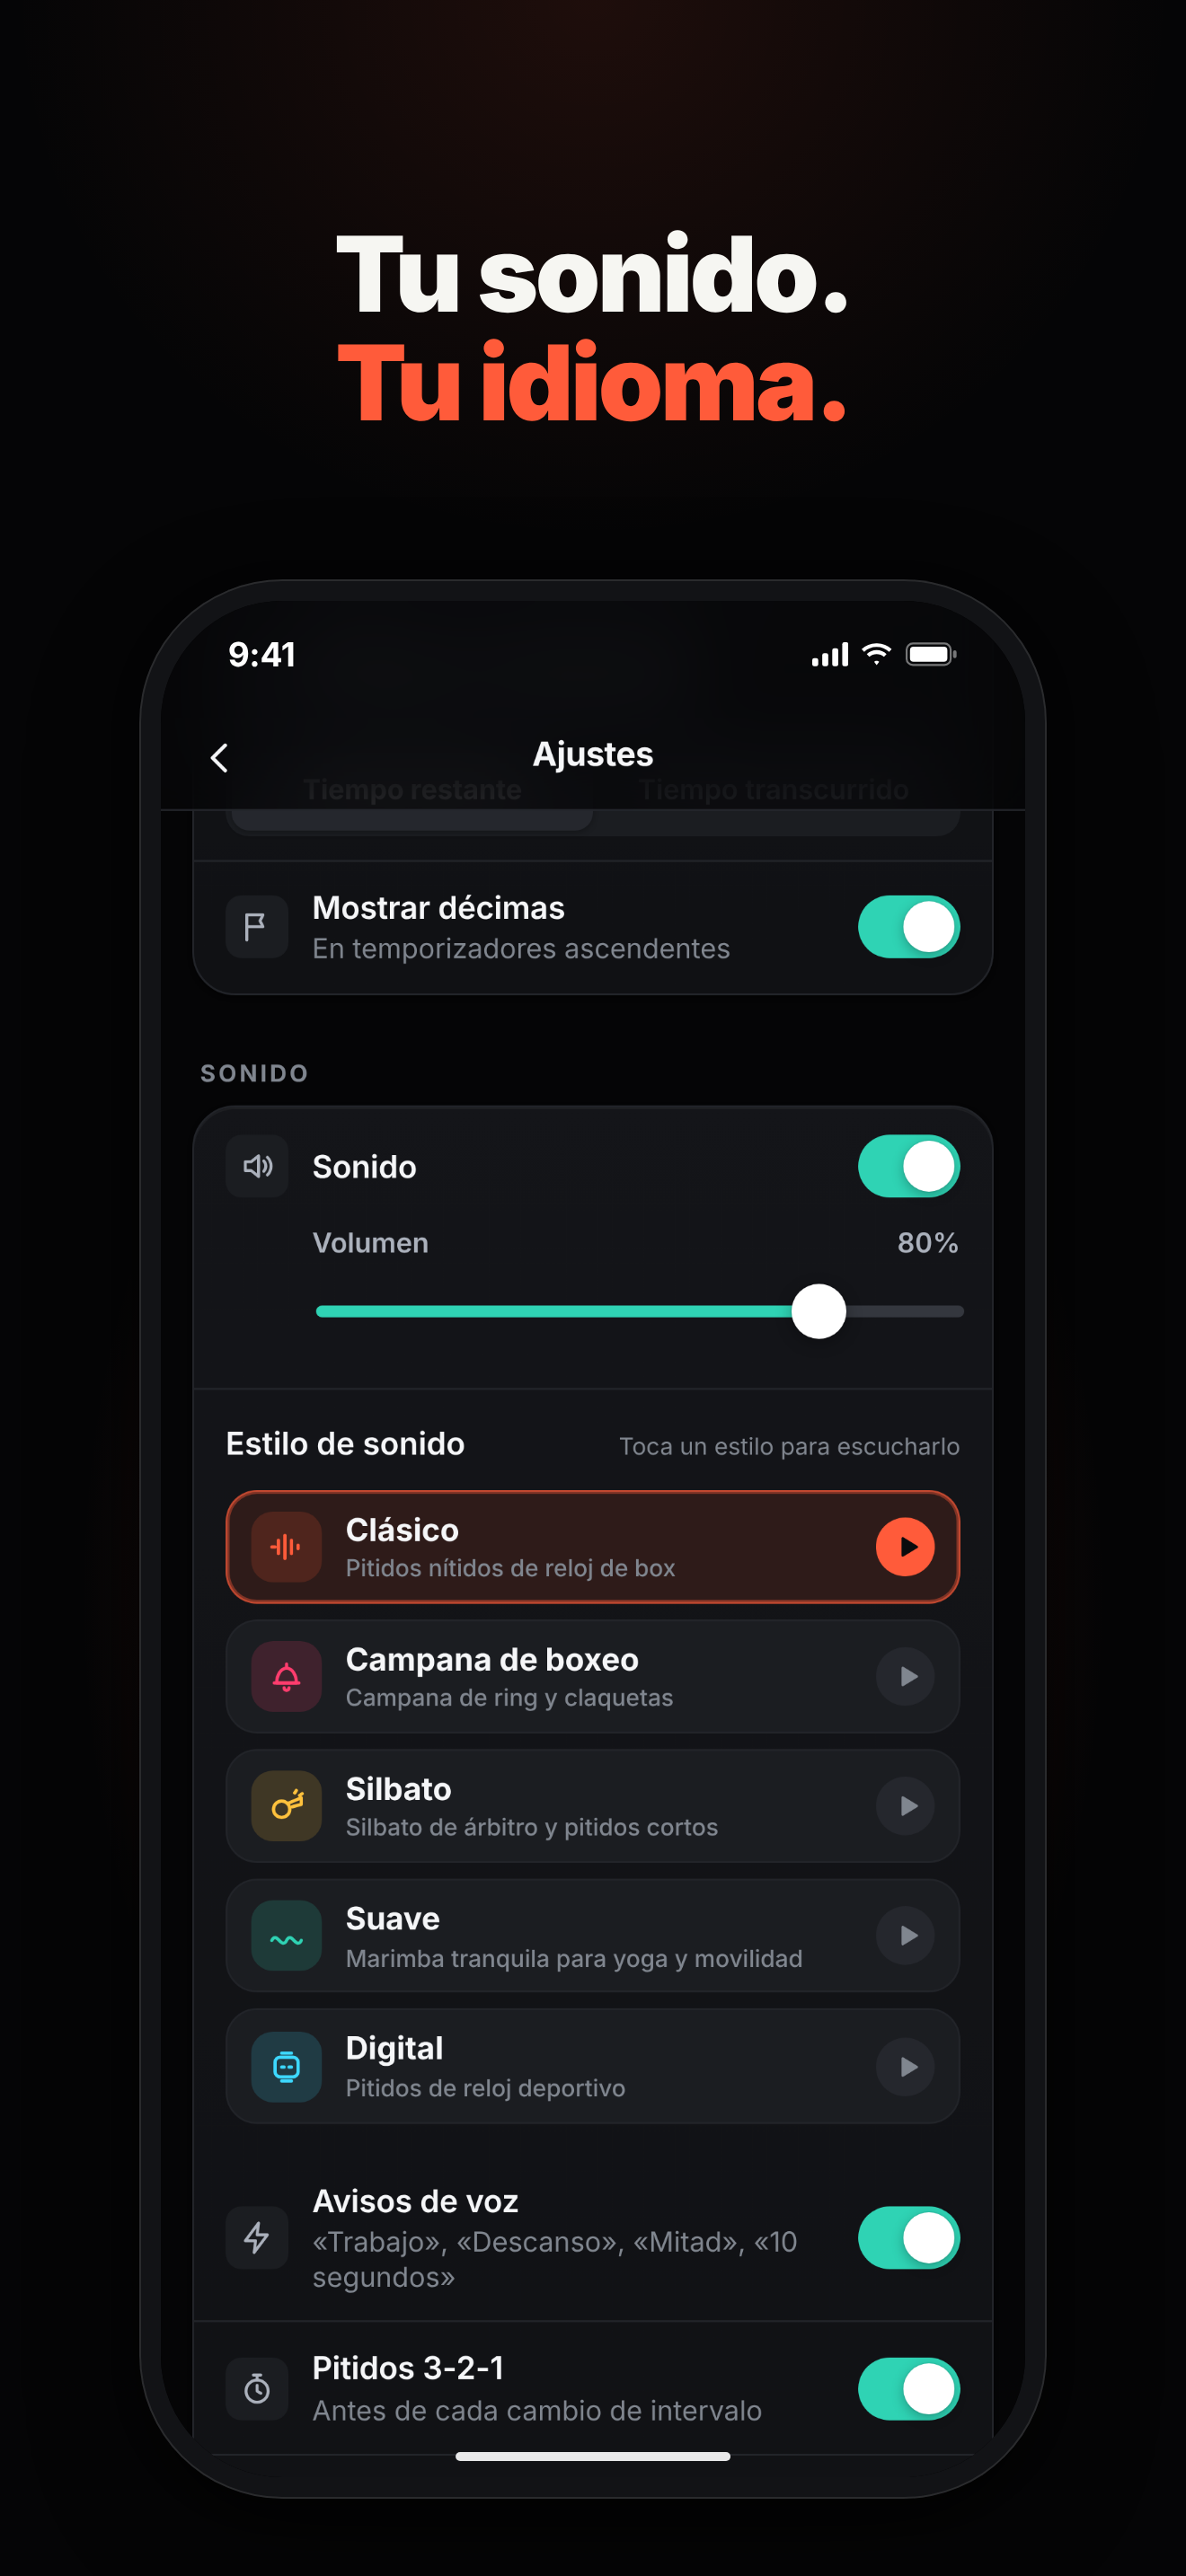 Tu sonido.
Tu idioma.
9:41
Ajustes
Tiempo restante Tiempo transcurrido
Mostrar décimas
En temporizadores ascendentes
SONIDO
Sonido
Volumen 80%
Estilo de sonido Toca un estilo para escucharlo
Clásico
Pitidos nítidos de reloj de box
Campana de boxeo
Campana de ring y claquetas
Silbato
Silbato de árbitro y pitidos cortos
Suave
Marimba tranquila para yoga y movilidad
Digital
Pitidos de reloj deportivo
Avisos de voz
«Trabajo», «Descanso», «Mitad», «10
segundos»
Pitidos 3-2-1
Antes de cada cambio de intervalo